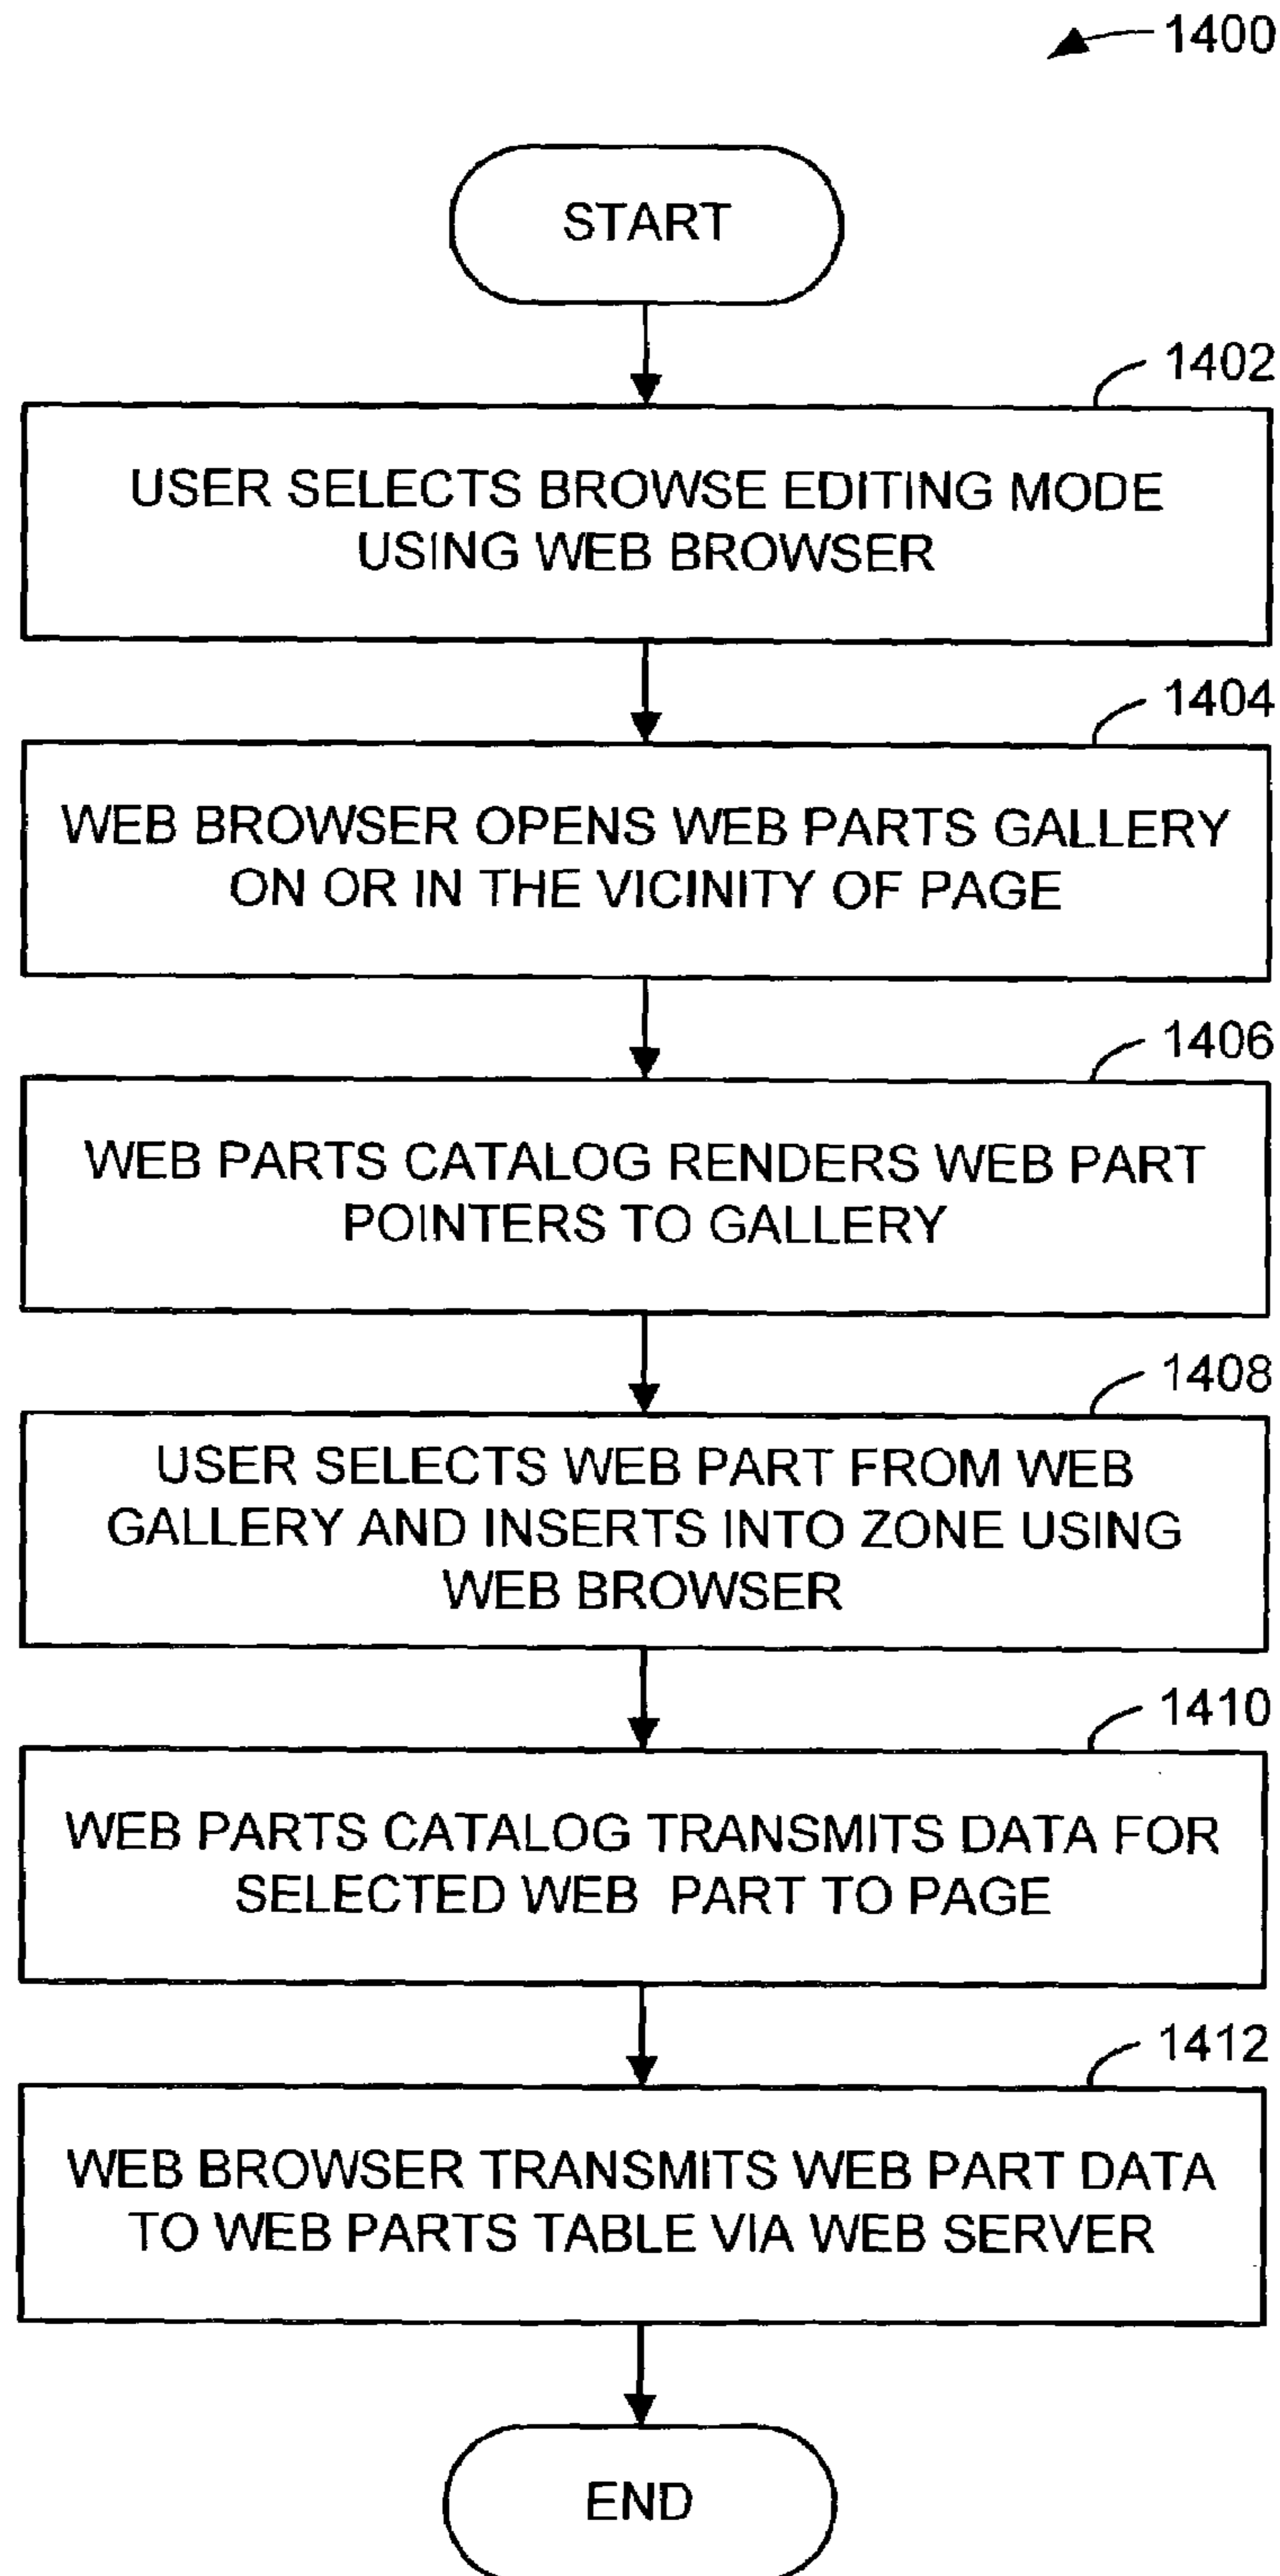 1400
START
1402
USER SELECTS BROWSE EDITING MODE
USING WEB BROWSER
1404
WEB BROWSER OPENS WEB PARTS GALLERY
ON OR IN THE VICINITY OF PAGE
1406
WEB PARTS CATALOG RENDERS WEB PART
POINTERS TO GALLERY
1408
USER SELECTS WEB PART FROM WEB
GALLERY AND INSERTS INTO ZONE USING
WEB BROWSER
1410
WEB PARTS CATALOG TRANSMITS DATA FOR
SELECTED WEB PART TO PAGE
1412
WEB BROWSER TRANSMITS WEB PART DATA
TO WEB PARTS TABLE VIA WEB SERVER
END